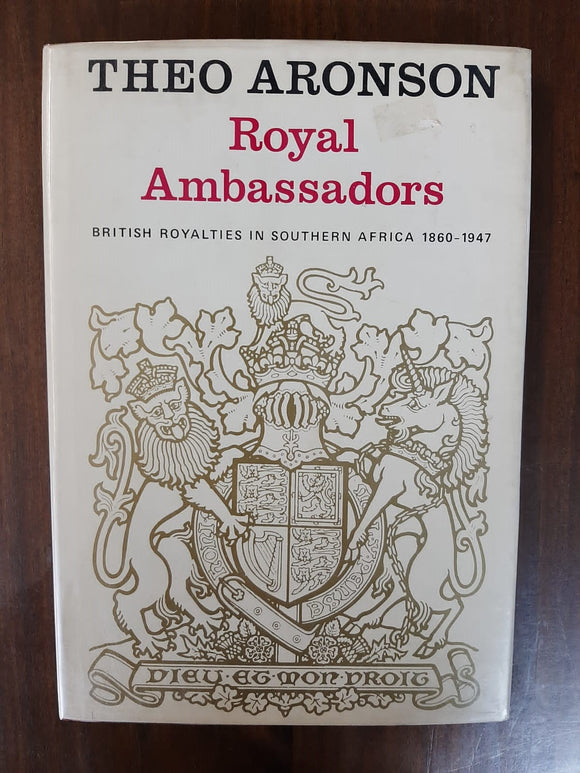 THEO ARONSON
Royal
Ambassadors
BRITISH ROYALTIES IN SOUTHERN AFRICA 1860-1947
DIEU·ET·MON·DROIT